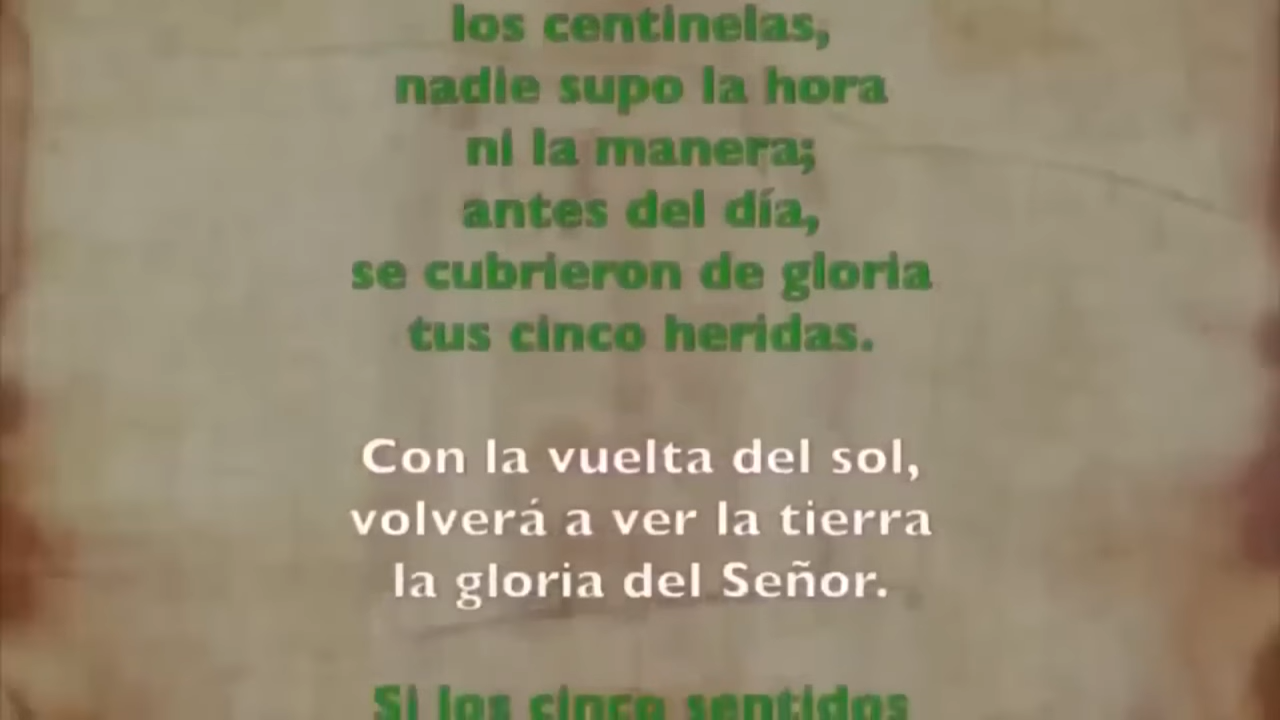 los centinelas,
nadie supo la hora
ni la manera;
antes del día,
se cubrieron de gloria
tus cinco heridas.
Con la vuelta del sol,
volverá a ver la tierra
la gloria del Señor.
Si los cinco sentidos